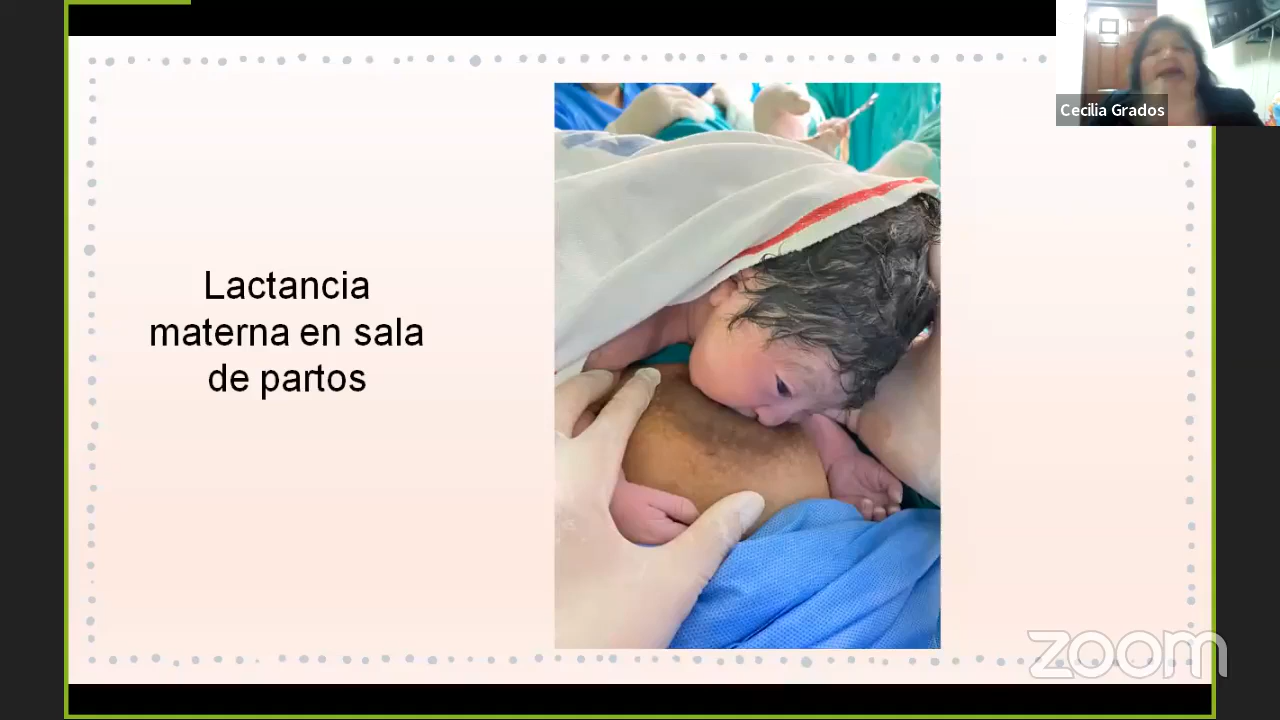 Cecilia Grados
Lactancia
materna en sala
de partos
zoom